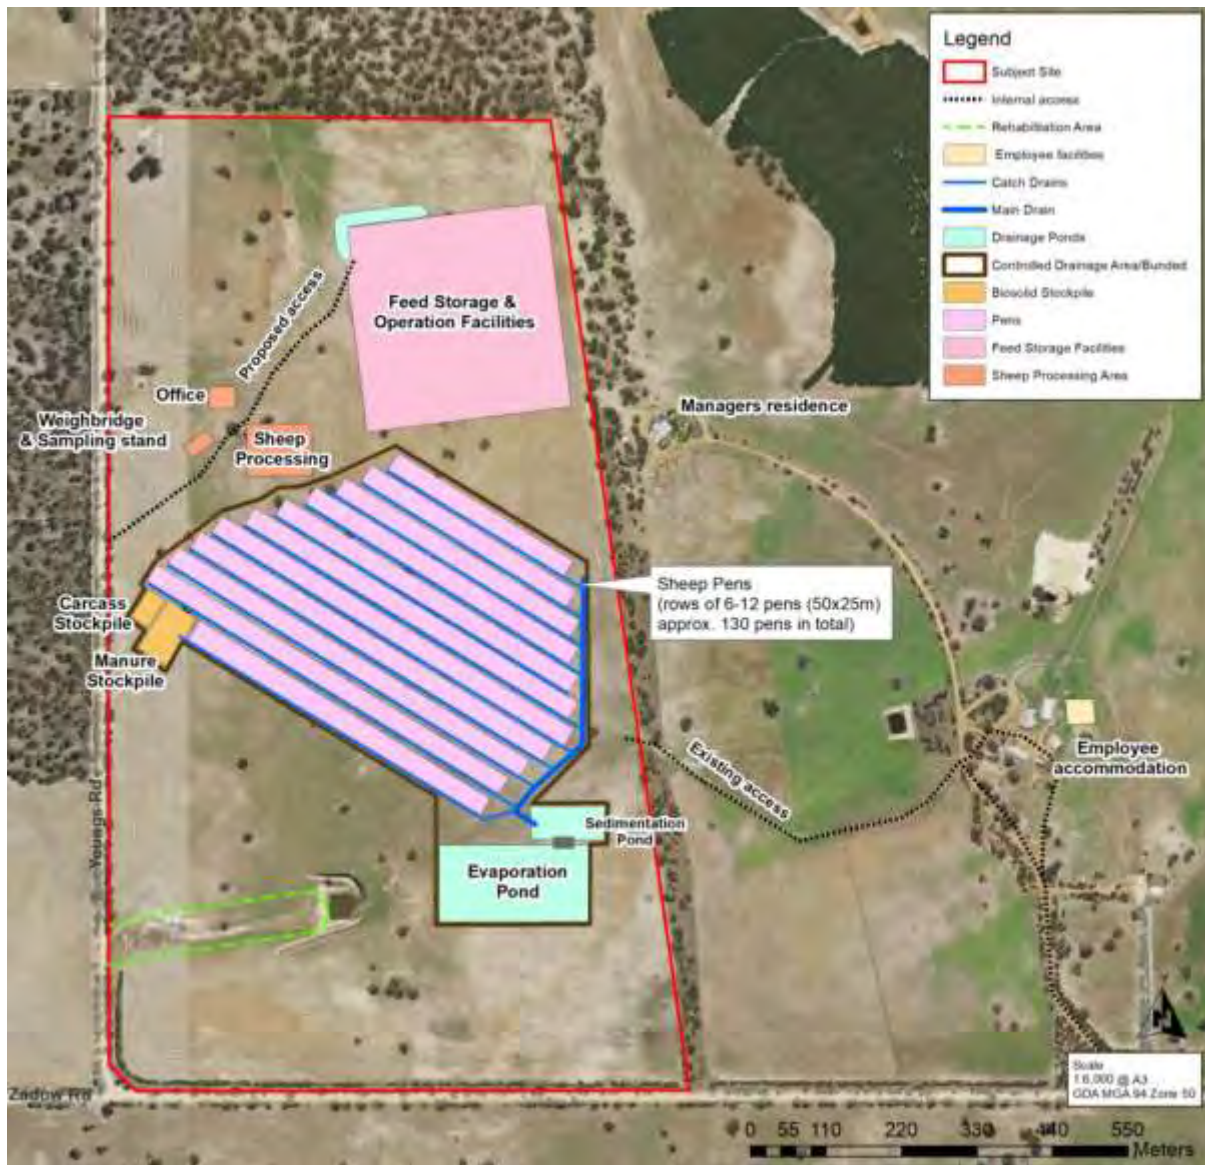 Legend
Subject Site
Internal access
Rehabilitation Area
Employee facilities
Catch Drains
Main Drain
Drainage Ponds
Controlled Drainage Area/Bunded
Biosolid Stockpile
Pens
Feed Storage Facilities
Sheep Processing Area
Feed Storage &
Operation Facilities
Proposed access
Office
Weighbridge
& Sampling stand
Sheep
Processing
Managers residence
Sheep Pens
(rows of 6-12 pens (50x25m)
approx. 130 pens in total)
Carcass
Stockpile
Manure
Stockpile
Existing access
Employee
accommodation
Sedimentation
Pond
Evaporation
Pond
Youngs Rd
Zadow Rd
N
Scale
1:6,000 @ A3
GDA MGA 94 Zone 50
0 55 110 220 330 440 550
Meters